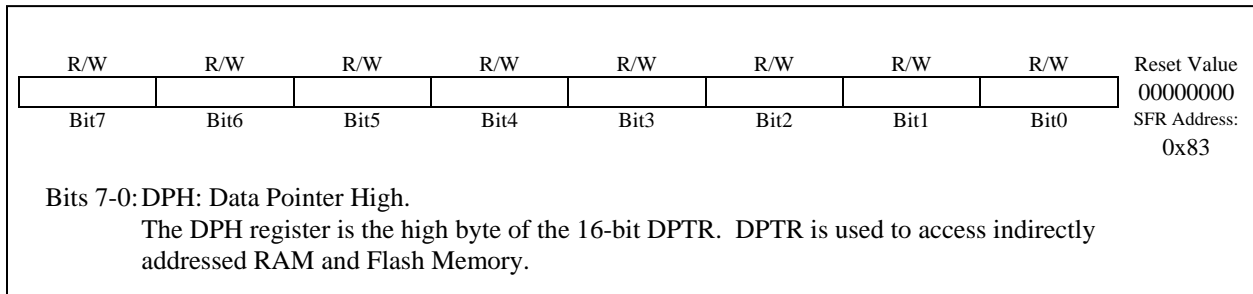 R/W R/W R/W R/W R/W R/W R/W R/W Reset Value
00000000
Bit7 Bit6 Bit5 Bit4 Bit3 Bit2 Bit1 Bit0 SFR Address:
0x83
Bits 7-0: DPH: Data Pointer High.
The DPH register is the high byte of the 16-bit DPTR. DPTR is used to access indirectly
addressed RAM and Flash Memory.